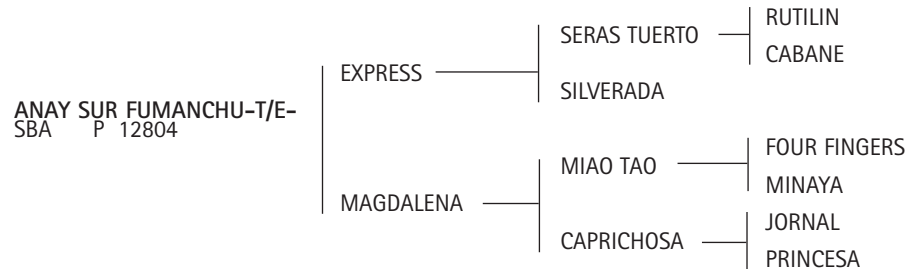 RUTILIN
SERAS TUERTO
CABANE
EXPRESS
SILVERADA
ANAY SUR FUMANCHU-T/E-
SBA P 12804
FOUR FINGERS
MIAO TAO
MINAYA
MAGDALENA
JORNAL
CAPRICHOSA
PRINCESA